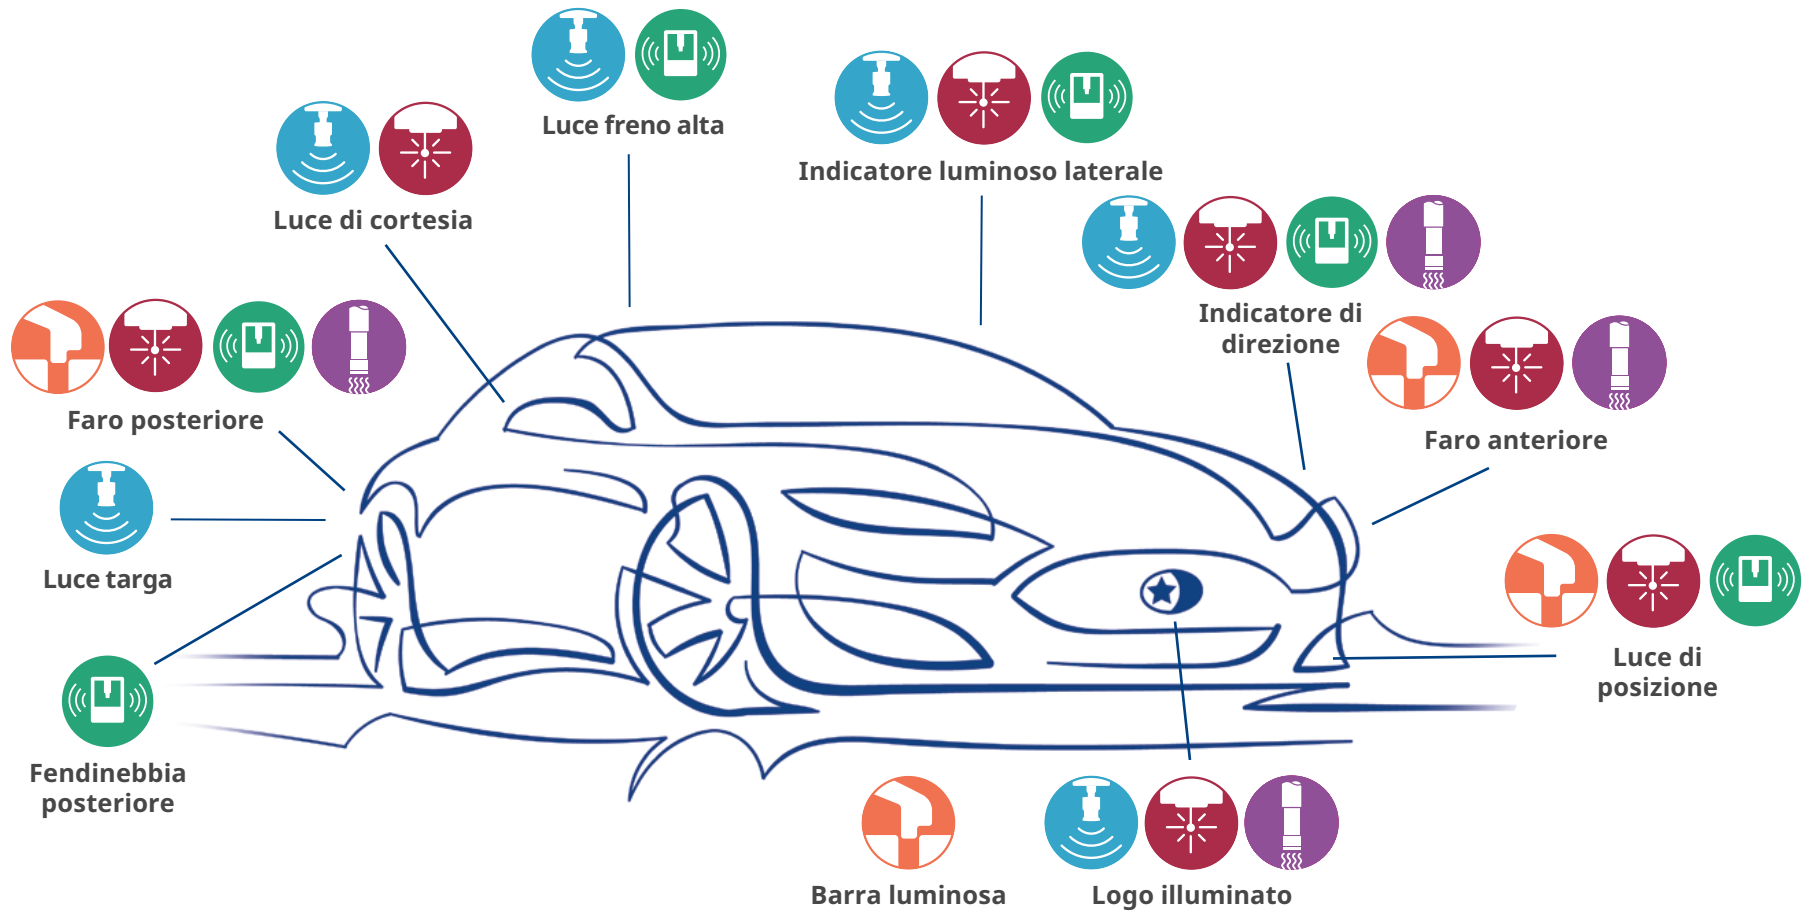 Luce freno alta
Indicatore luminoso laterale
Luce di cortesia
Indicatore di
direzione
Faro posteriore
Faro anteriore
Luce targa
Luce di
posizione
Fendinebbia
posteriore
Barra luminosa
Logo illuminato